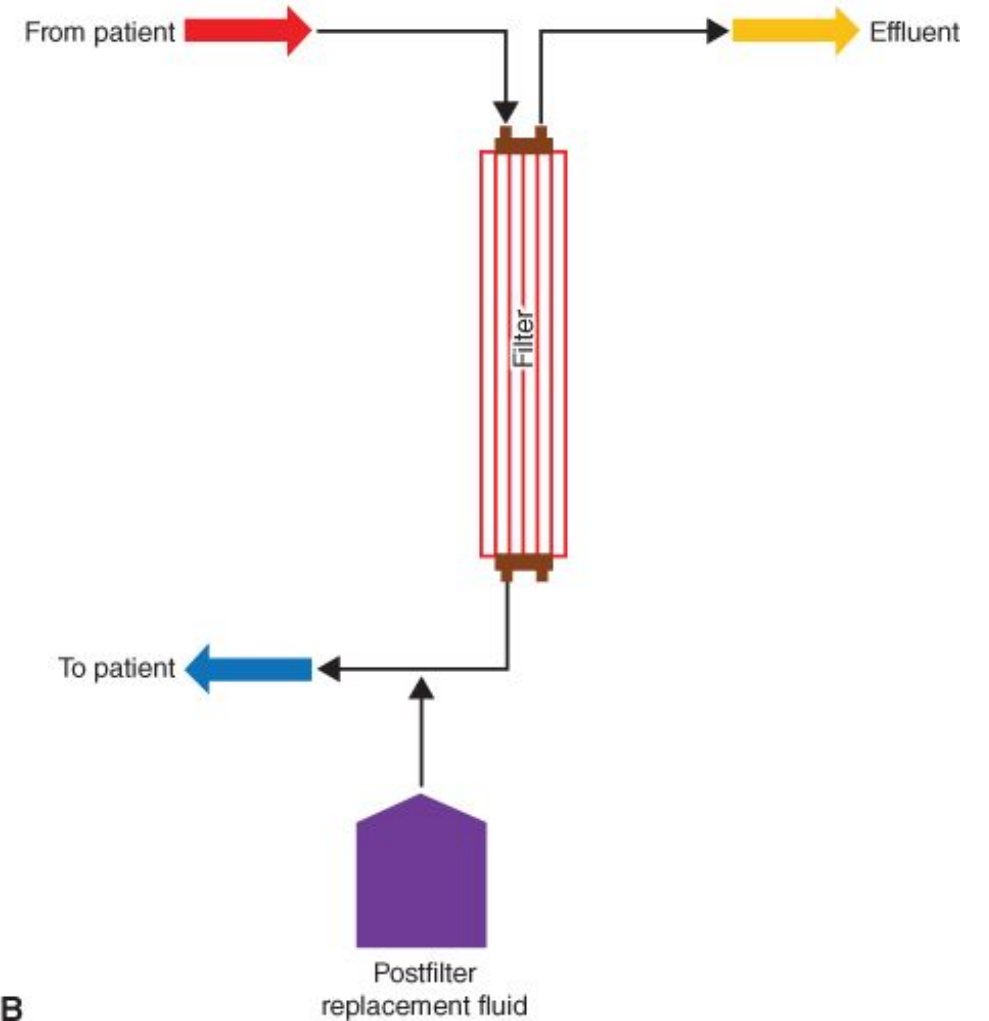 From patient
Effluent
Filter
To patient
Postfilter
replacement fluid
B